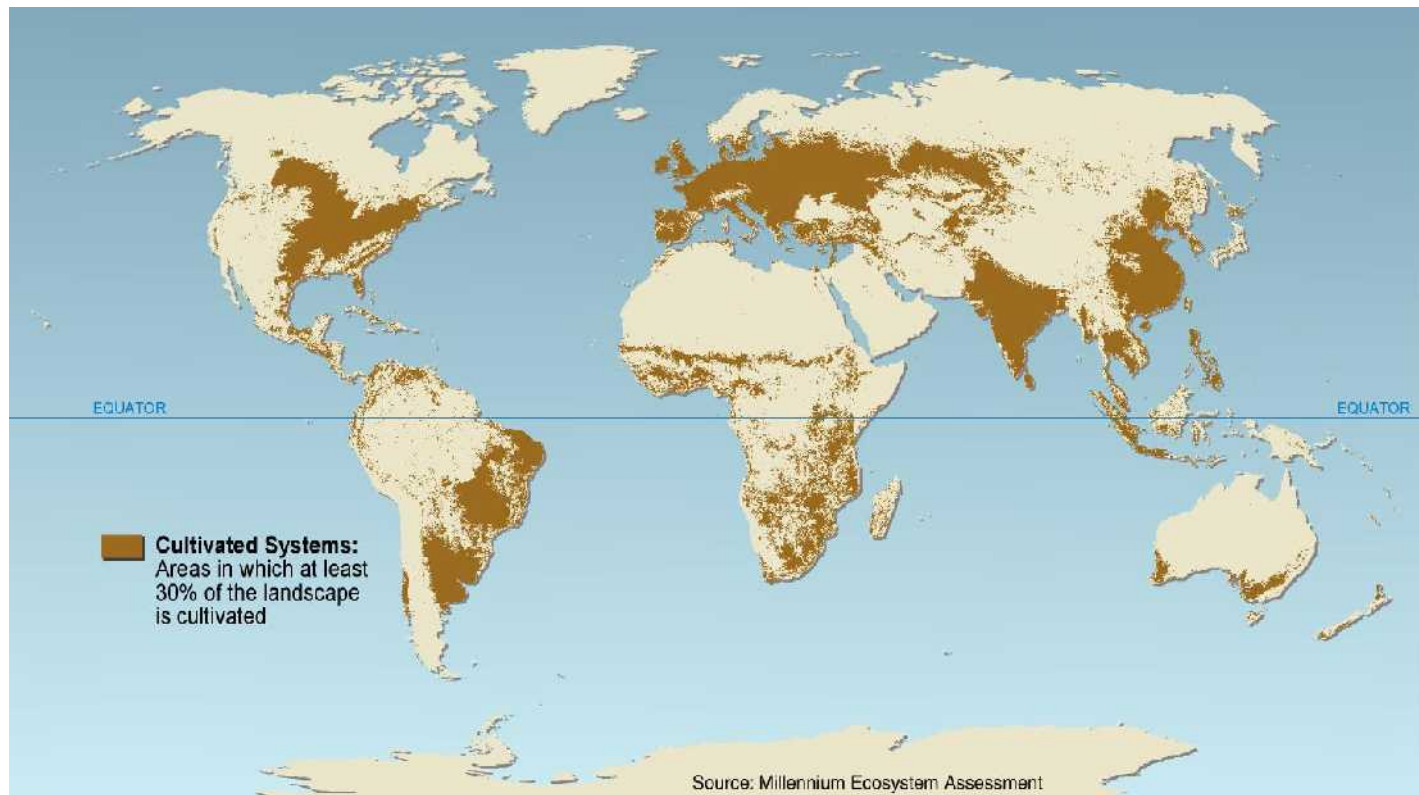 EQUATOR
EQUATOR
Cultivated Systems:
Areas in which at least
30% of the landscape
is cultivated
Source: Millennium Ecosystem Assessment